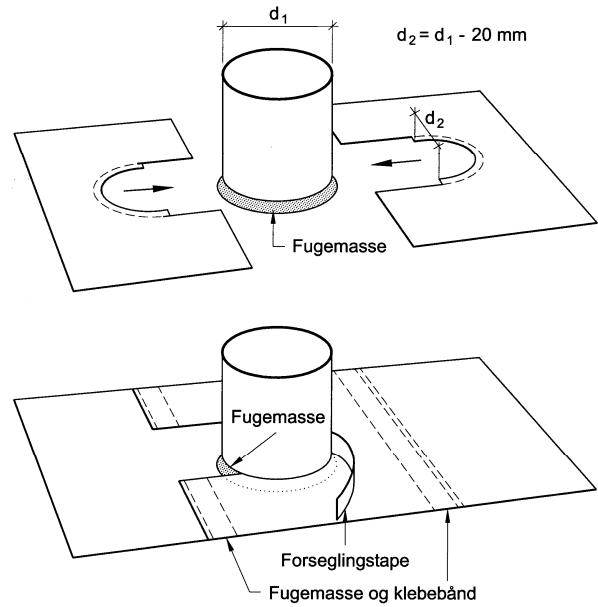 d₁
d₂ = d₁ - 20 mm
d₂
Fugemasse
Fugemasse
Forseglingstape
Fugemasse og klebebånd